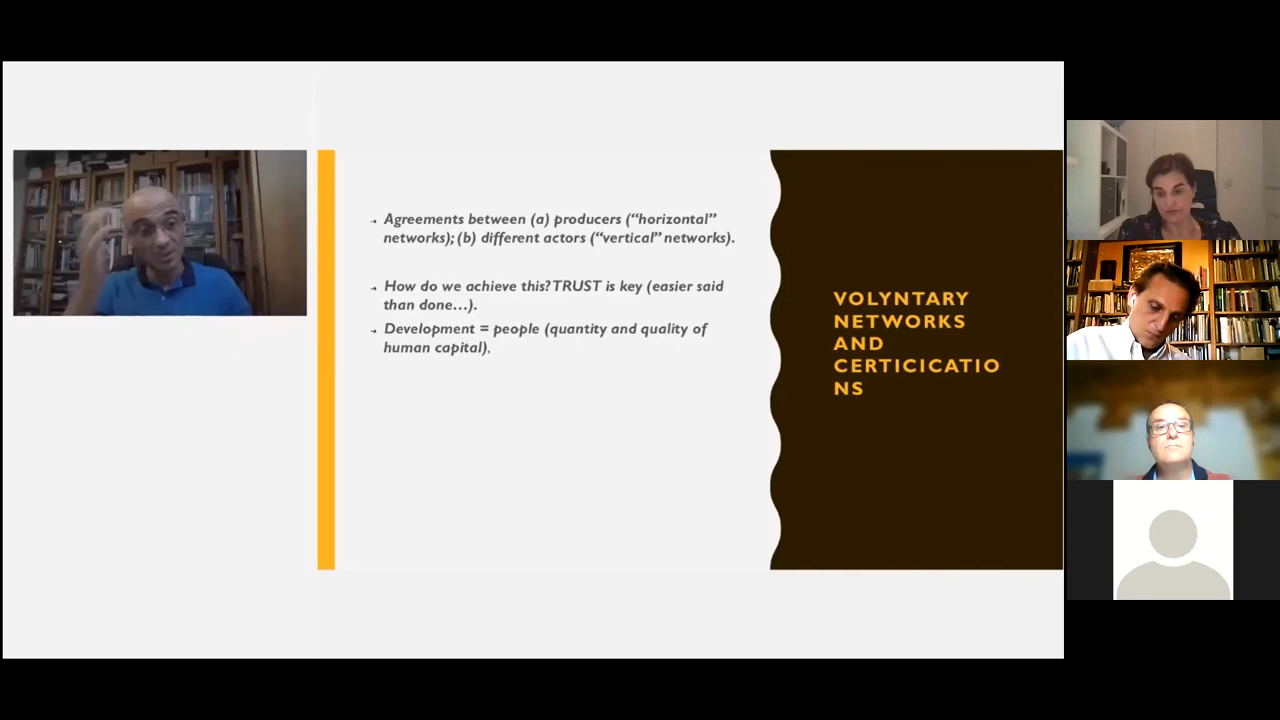 Agreements between (a) producers (“horizontal”
networks); (b) different actors (“vertical” networks).
How do we achieve this? TRUST is key (easier said
than done…).
Development = people (quantity and quality of
human capital).
VOLYNTARY
NETWORKS
AND
CERTICICATIO
NS